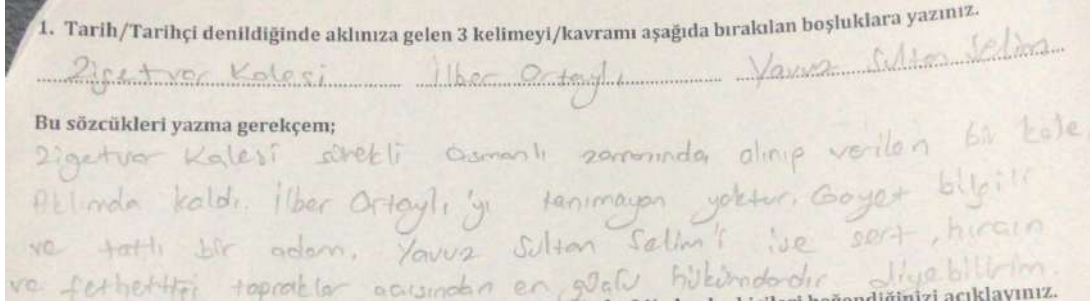 1. Tarih/Tarihçi denildiğinde aklınıza gelen 3 kelimeyi/kavramı aşağıda bırakılan boşluklara yazınız.
Zigetvar Kalesi İlber Ortaylı Yavuz Sultan Selim
Bu sözcükleri yazma gerekçem;
Zigetvar Kalesi sürekli Osmanlı zamanında alınıp verilen bir kale
Aklımda kaldı. İlber Ortaylı'yı tanımayan yoktur. Gayet bilgili
ve tatlı bir adam. Yavuz Sultan Selim'i ise sert, hırçın
ve fethettiği topraklar açısından en güçlü hükümdardır diyebilirim.
beğendiğinizi açıklayınız.